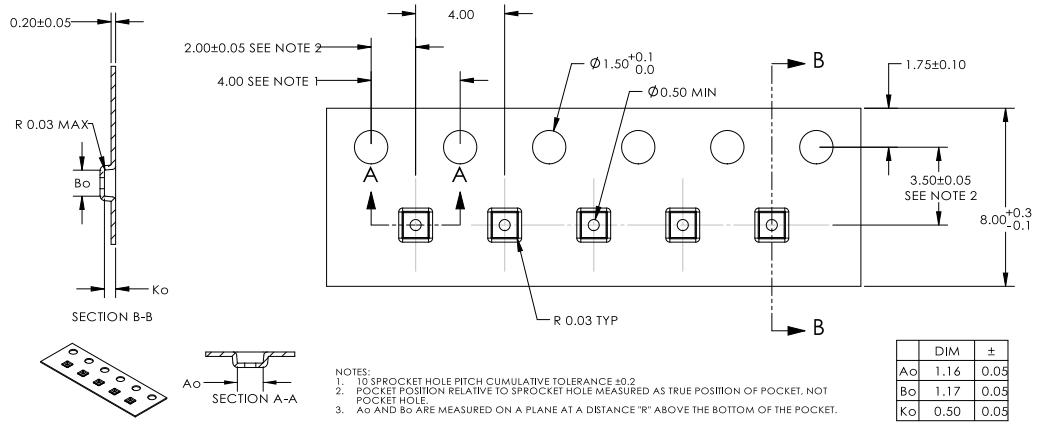 0.20±0.05
4.00
2.00±0.05 SEE NOTE 2
4.00 SEE NOTE 1
Ø1.50 +0.1
0.0
Ø0.50 MIN
B
1.75±0.10
R 0.03 MAX
A
A
Bo
3.50±0.05
SEE NOTE 2
8.00 +0.3
-0.1
Ko
SECTION B-B
R 0.03 TYP
B
Ao
SECTION A-A
NOTES:
1. 10 SPROCKET HOLE PITCH CUMULATIVE TOLERANCE ±0.2
2. POCKET POSITION RELATIVE TO SPROCKET HOLE MEASURED AS TRUE POSITION OF POCKET, NOT
POCKET HOLE.
3. Ao AND Bo ARE MEASURED ON A PLANE AT A DISTANCE "R" ABOVE THE BOTTOM OF THE POCKET.
DIM ±
Ao 1.16 0.05
Bo 1.17 0.05
Ko 0.50 0.05